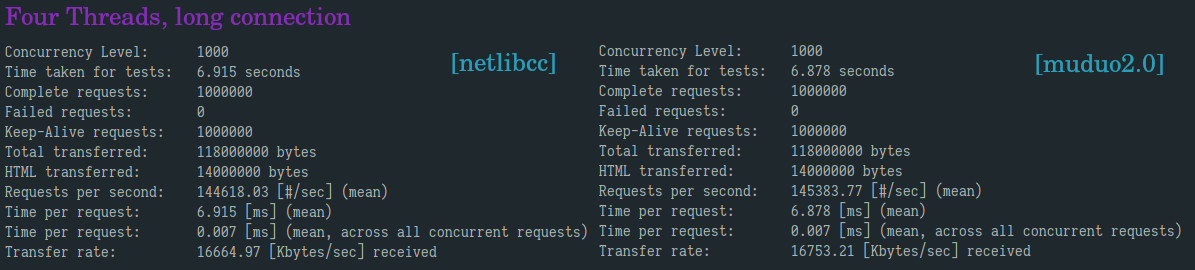 Four Threads, long connection
[netlibcc]
Concurrency Level: 1000
Time taken for tests: 6.915 seconds
Complete requests: 1000000
Failed requests: 0
Keep-Alive requests: 1000000
Total transferred: 118000000 bytes
HTML transferred: 14000000 bytes
Requests per second: 144618.03 [#/sec] (mean)
Time per request: 6.915 [ms] (mean)
Time per request: 0.007 [ms] (mean, across all concurrent requests)
Transfer rate: 16664.97 [Kbytes/sec] received
[muduo2.0]
Concurrency Level: 1000
Time taken for tests: 6.878 seconds
Complete requests: 1000000
Failed requests: 0
Keep-Alive requests: 1000000
Total transferred: 118000000 bytes
HTML transferred: 14000000 bytes
Requests per second: 145383.77 [#/sec] (mean)
Time per request: 6.878 [ms] (mean)
Time per request: 0.007 [ms] (mean, across all concurrent requests)
Transfer rate: 16753.21 [Kbytes/sec] received